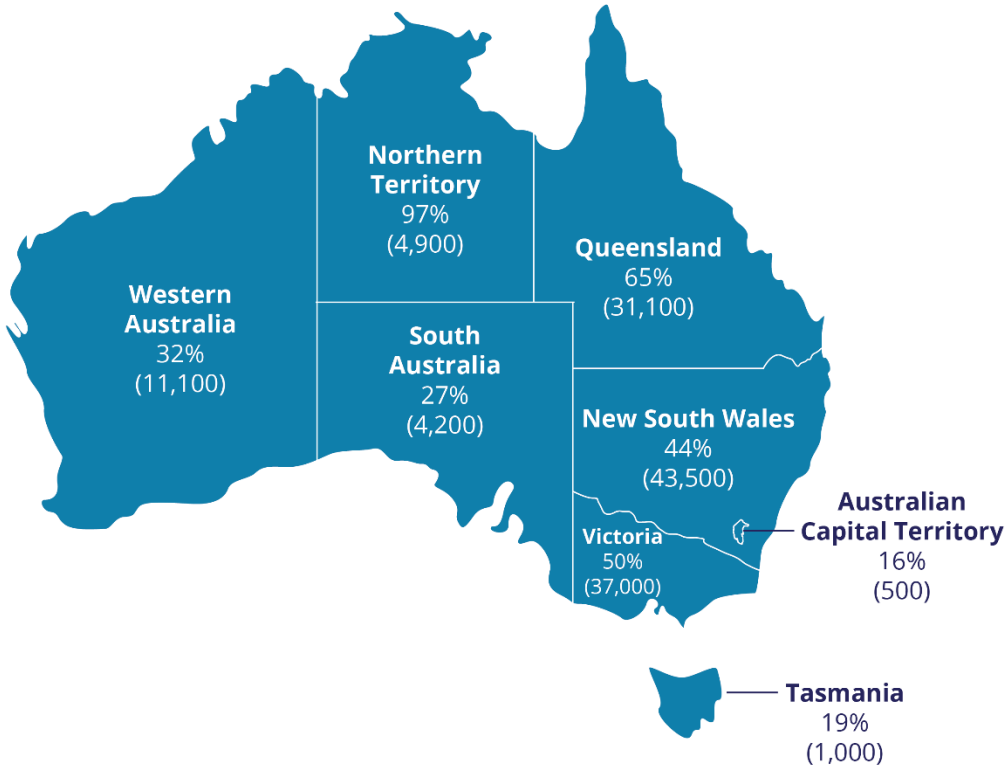 Northern
Territory
97%
(4,900)
Queensland
65%
(31,100)
Western
Australia
32%
(11,100)
South
Australia
27%
(4,200)
New South Wales
44%
(43,500)
Australian
Capital Territory
16%
(500)
Victoria
50%
(37,000)
Tasmania
19%
(1,000)